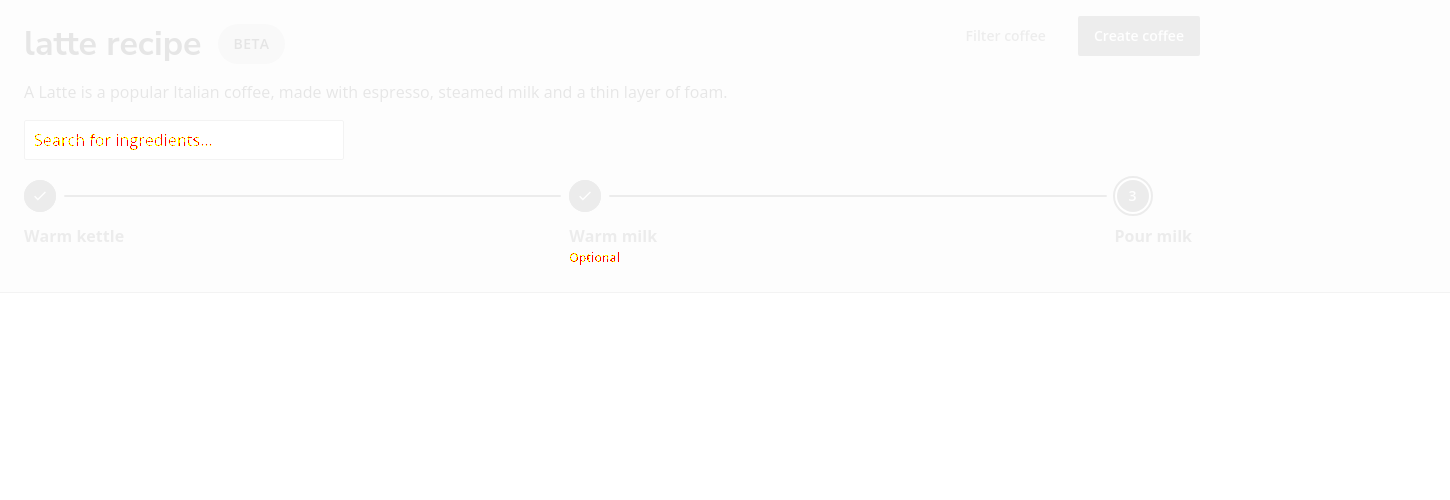 latte recipe BETA Filter coffee Create coffee
A Latte is a popular Italian coffee, made with espresso, steamed milk and a thin layer of foam.
Search for ingredients...
3
Warm kettle Warm milk Pour milk
Optional